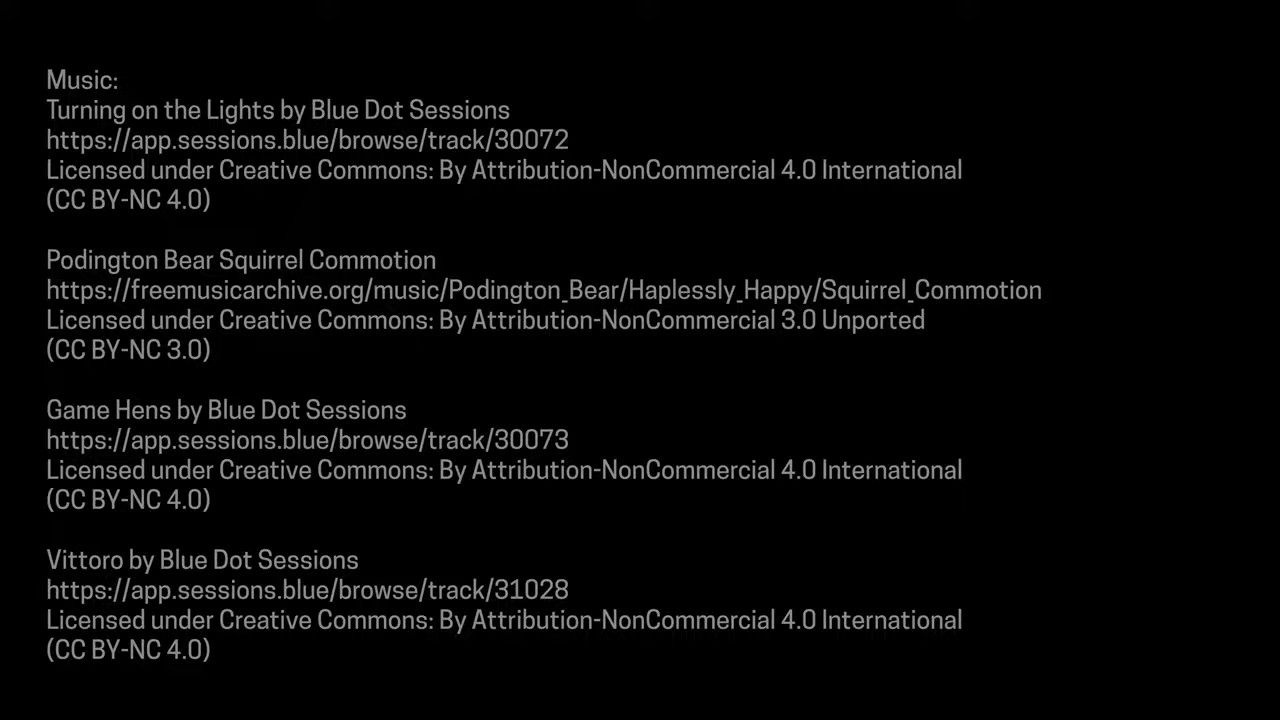 Music:
Turning on the Lights by Blue Dot Sessions
https://app.sessions.blue/browse/track/30072
Licensed under Creative Commons: By Attribution-NonCommercial 4.0 International
(CC BY-NC 4.0)
Podington Bear Squirrel Commotion
https://freemusicarchive.org/music/Podington_Bear/Haplessly_Happy/Squirrel_Commotion
Licensed under Creative Commons: By Attribution-NonCommercial 3.0 Unported
(CC BY-NC 3.0)
Game Hens by Blue Dot Sessions
https://app.sessions.blue/browse/track/30073
Licensed under Creative Commons: By Attribution-NonCommercial 4.0 International
(CC BY-NC 4.0)
Vittoro by Blue Dot Sessions
https://app.sessions.blue/browse/track/31028
Licensed under Creative Commons: By Attribution-NonCommercial 4.0 International
(CC BY-NC 4.0)